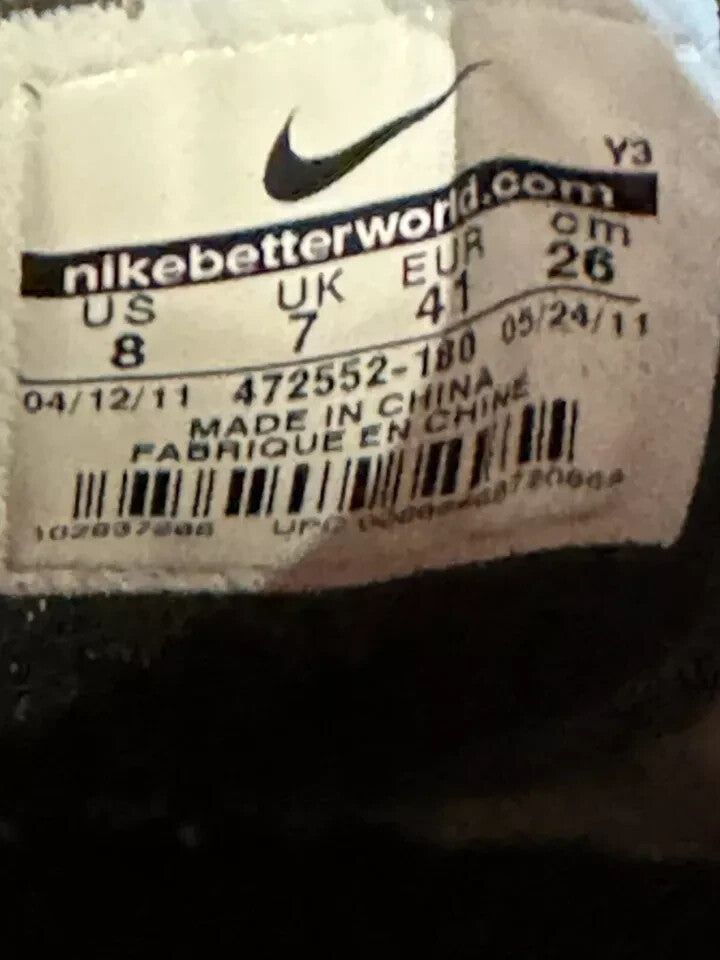 Y3
nikebetterworld.com
US UK EUR cm
8 7 41 26
04/12/11 472552-180 05/24/11
MADE IN CHINA
FABRIQUE EN CHINE
UPC